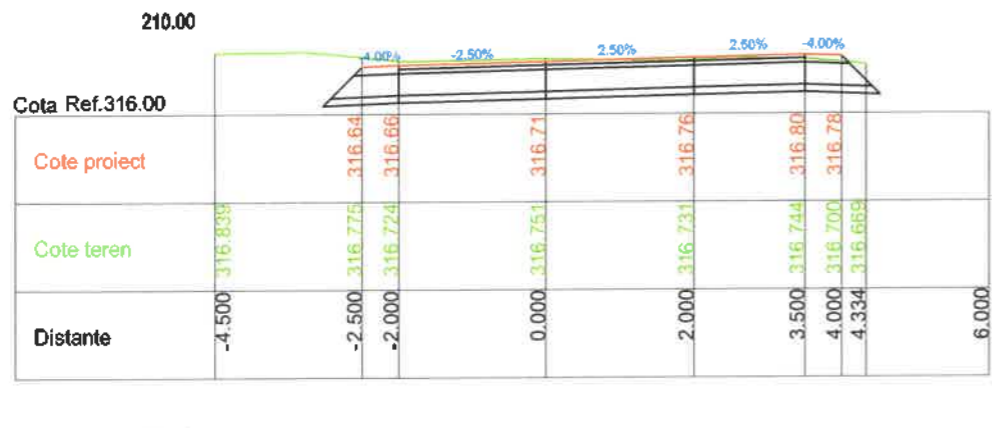 210.00
-4.00% -2.50% 2.50% 2.50% -4.00%
Cota Ref.316.00
Cote proiect 316.64 316.66 316.71 316.76 316.80 316.78
Cote teren 316.839 316.775 316.724 316.751 316.731 316.744 316.700 316.669
Distante -4.500 -2.500 -2.000 0.000 2.000 3.500 4.000 4.334 6.000